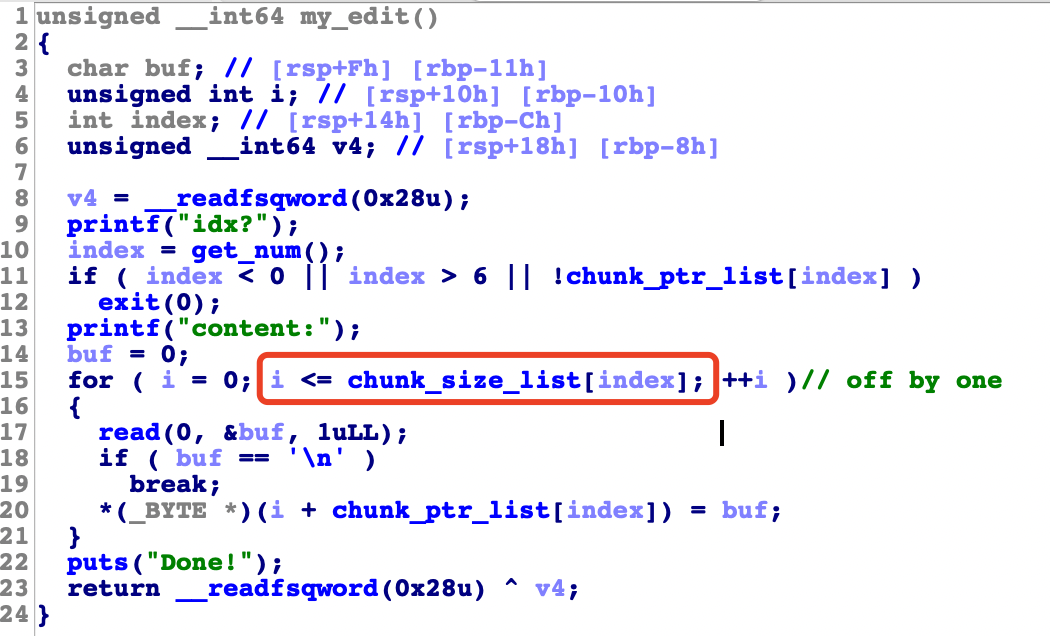 1 unsigned __int64 my_edit()
2 {
3 char buf; // [rsp+Fh] [rbp-11h]
4 unsigned int i; // [rsp+10h] [rbp-10h]
5 int index; // [rsp+14h] [rbp-Ch]
6 unsigned __int64 v4; // [rsp+18h] [rbp-8h]
7
8 v4 = __readfsqword(0x28u);
9 printf("idx?");
10 index = get_num();
11 if ( index < 0 || index > 6 || !chunk_ptr_list[index] )
12 exit(0);
13 printf("content:");
14 buf = 0;
15 for ( i = 0; i <= chunk_size_list[index]; ++i )// off by one
16 {
17 read(0, &buf, 1uLL);
18 if ( buf == '\n' )
19 break;
20 *(_BYTE *)(i + chunk_ptr_list[index]) = buf;
21 }
22 puts("Done!");
23 return __readfsqword(0x28u) ^ v4;
24 }